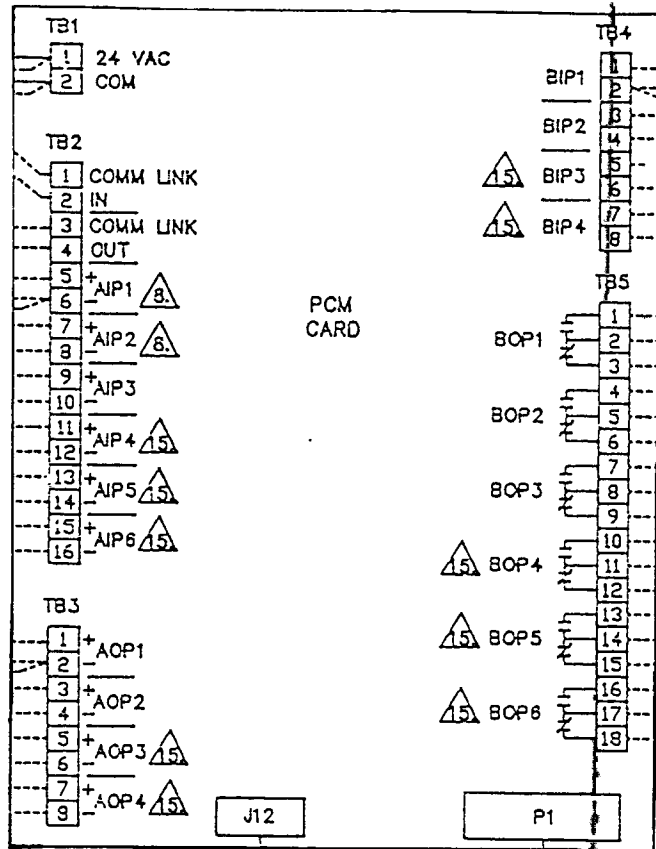 TB1
1 24 VAC
2 COM
TB2
1 COMM LINK
2 IN
3 COMM LINK
4 OUT
5 +
AIP1 8.
6 -
7 +
AIP2 8.
8 -
9 +
AIP3
10 -
11 +
AIP4 15.
12 -
13 +
AIP5 15.
14 -
15 +
AIP6 15.
16 -
TB3
1 +
AOP1
2 -
3 +
AOP2
4 -
5 +
AOP3 15.
6 -
7 +
AOP4 15.
8 -
PCM
CARD
J12
TB4
1
BIP1
2
3
BIP2
4
5
15. BIP3
6
7
15. BIP4
8
TB5
1
BOP1 2
3
4
BOP2 5
6
7
BOP3 8
9
10
15. BOP4 11
12
13
15. BOP5 14
15
16
15. BOP6 17
18
P1